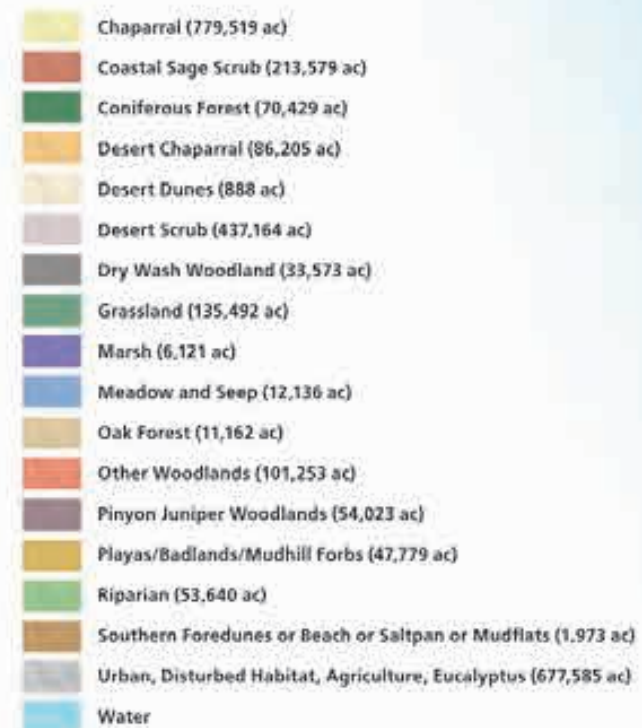 Chaparral (779,519 ac)
Coastal Sage Scrub (213,579 ac)
Coniferous Forest (70,429 ac)
Desert Chaparral (86,205 ac)
Desert Dunes (888 ac)
Desert Scrub (437,164 ac)
Dry Wash Woodland (33,573 ac)
Grassland (135,492 ac)
Marsh (6,121 ac)
Meadow and Seep (12,136 ac)
Oak Forest (11,162 ac)
Other Woodlands (101,253 ac)
Pinyon Juniper Woodlands (54,023 ac)
Playas/Badlands/Mudhill Forbs (47,779 ac)
Riparian (53,640 ac)
Southern Foredunes or Beach or Saltpan or Mudflats (1.973 ac)
Urban, Disturbed Habitat, Agriculture, Eucalyptus (677,585 ac)
Water